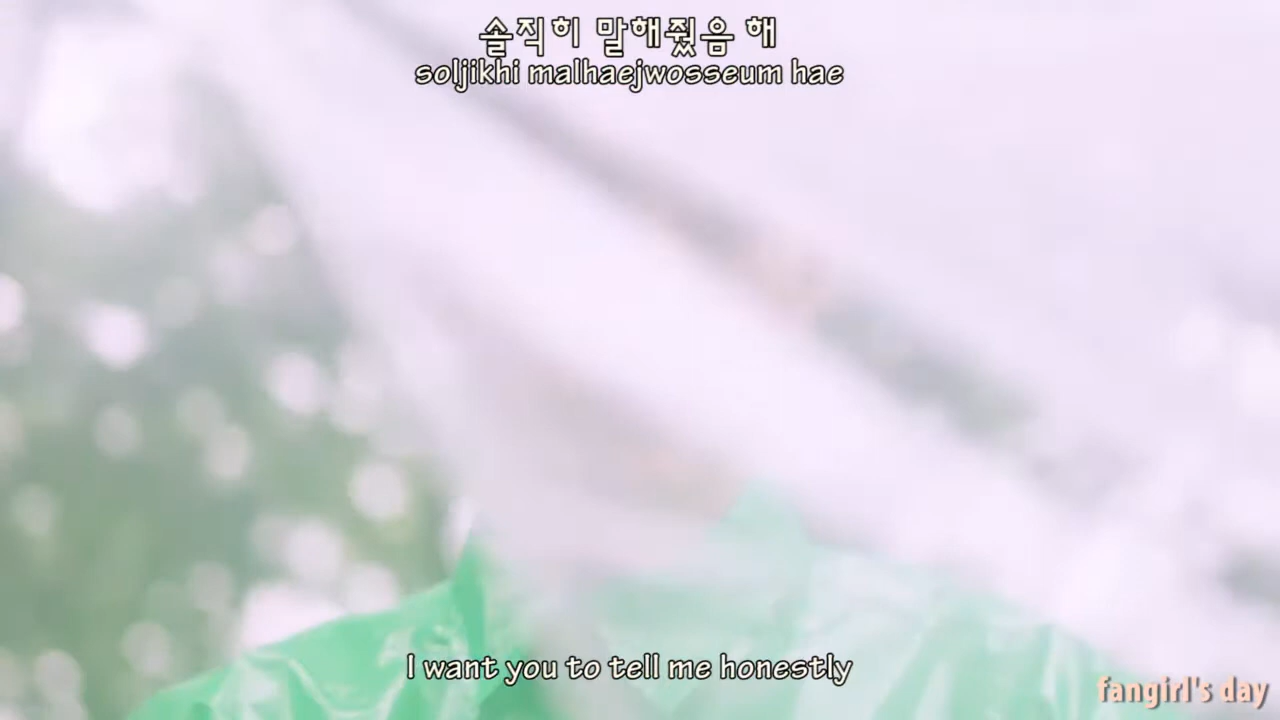 솔직히 말해줬음 해
soljikhi malhaejwosseum hae
I want you to tell me honestly
fangirl's day